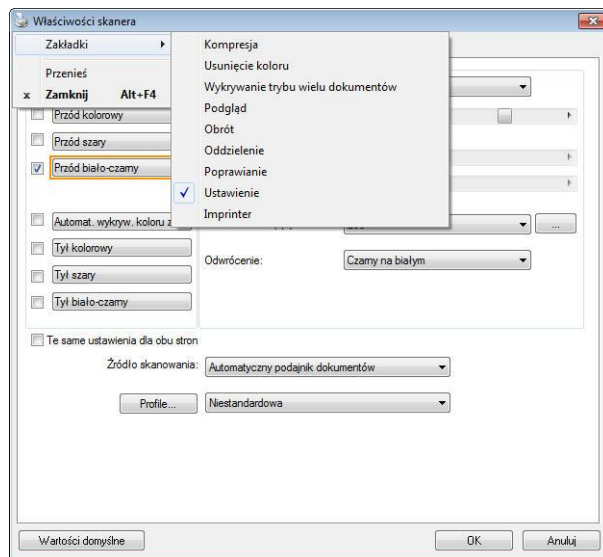 Właściwości skanera
Zakładki
Przenieś
x Zamknij Alt+F4
Kompresja
Usunięcie koloru
Wykrywanie trybu wielu dokumentów
Podgląd
Obrót
Oddzielenie
Poprawianie
Ustawienie
Imprinter
Przód kolorowy
Przód szary
Przód biało-czarny
Automat. wykryw. koloru
Tył kolorowy
Tył szary
Tył biało-czarny
...
Odwrócenie: Czarny na białym
Te same ustawienia dla obu stron
Źródło skanowania: Automatyczny podajnik dokumentów
Profile... Niestandardowa
Wartości domyślne OK Anuluj